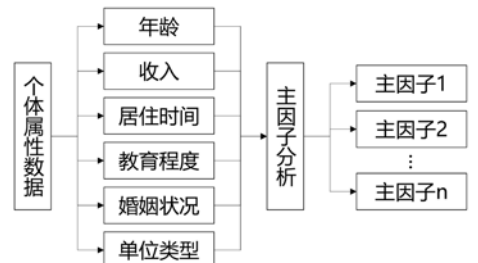 个体属性数据
年龄
收入
居住时间
教育程度
婚姻状况
单位类型
主因子分析
主因子1
主因子2
⋮
主因子n